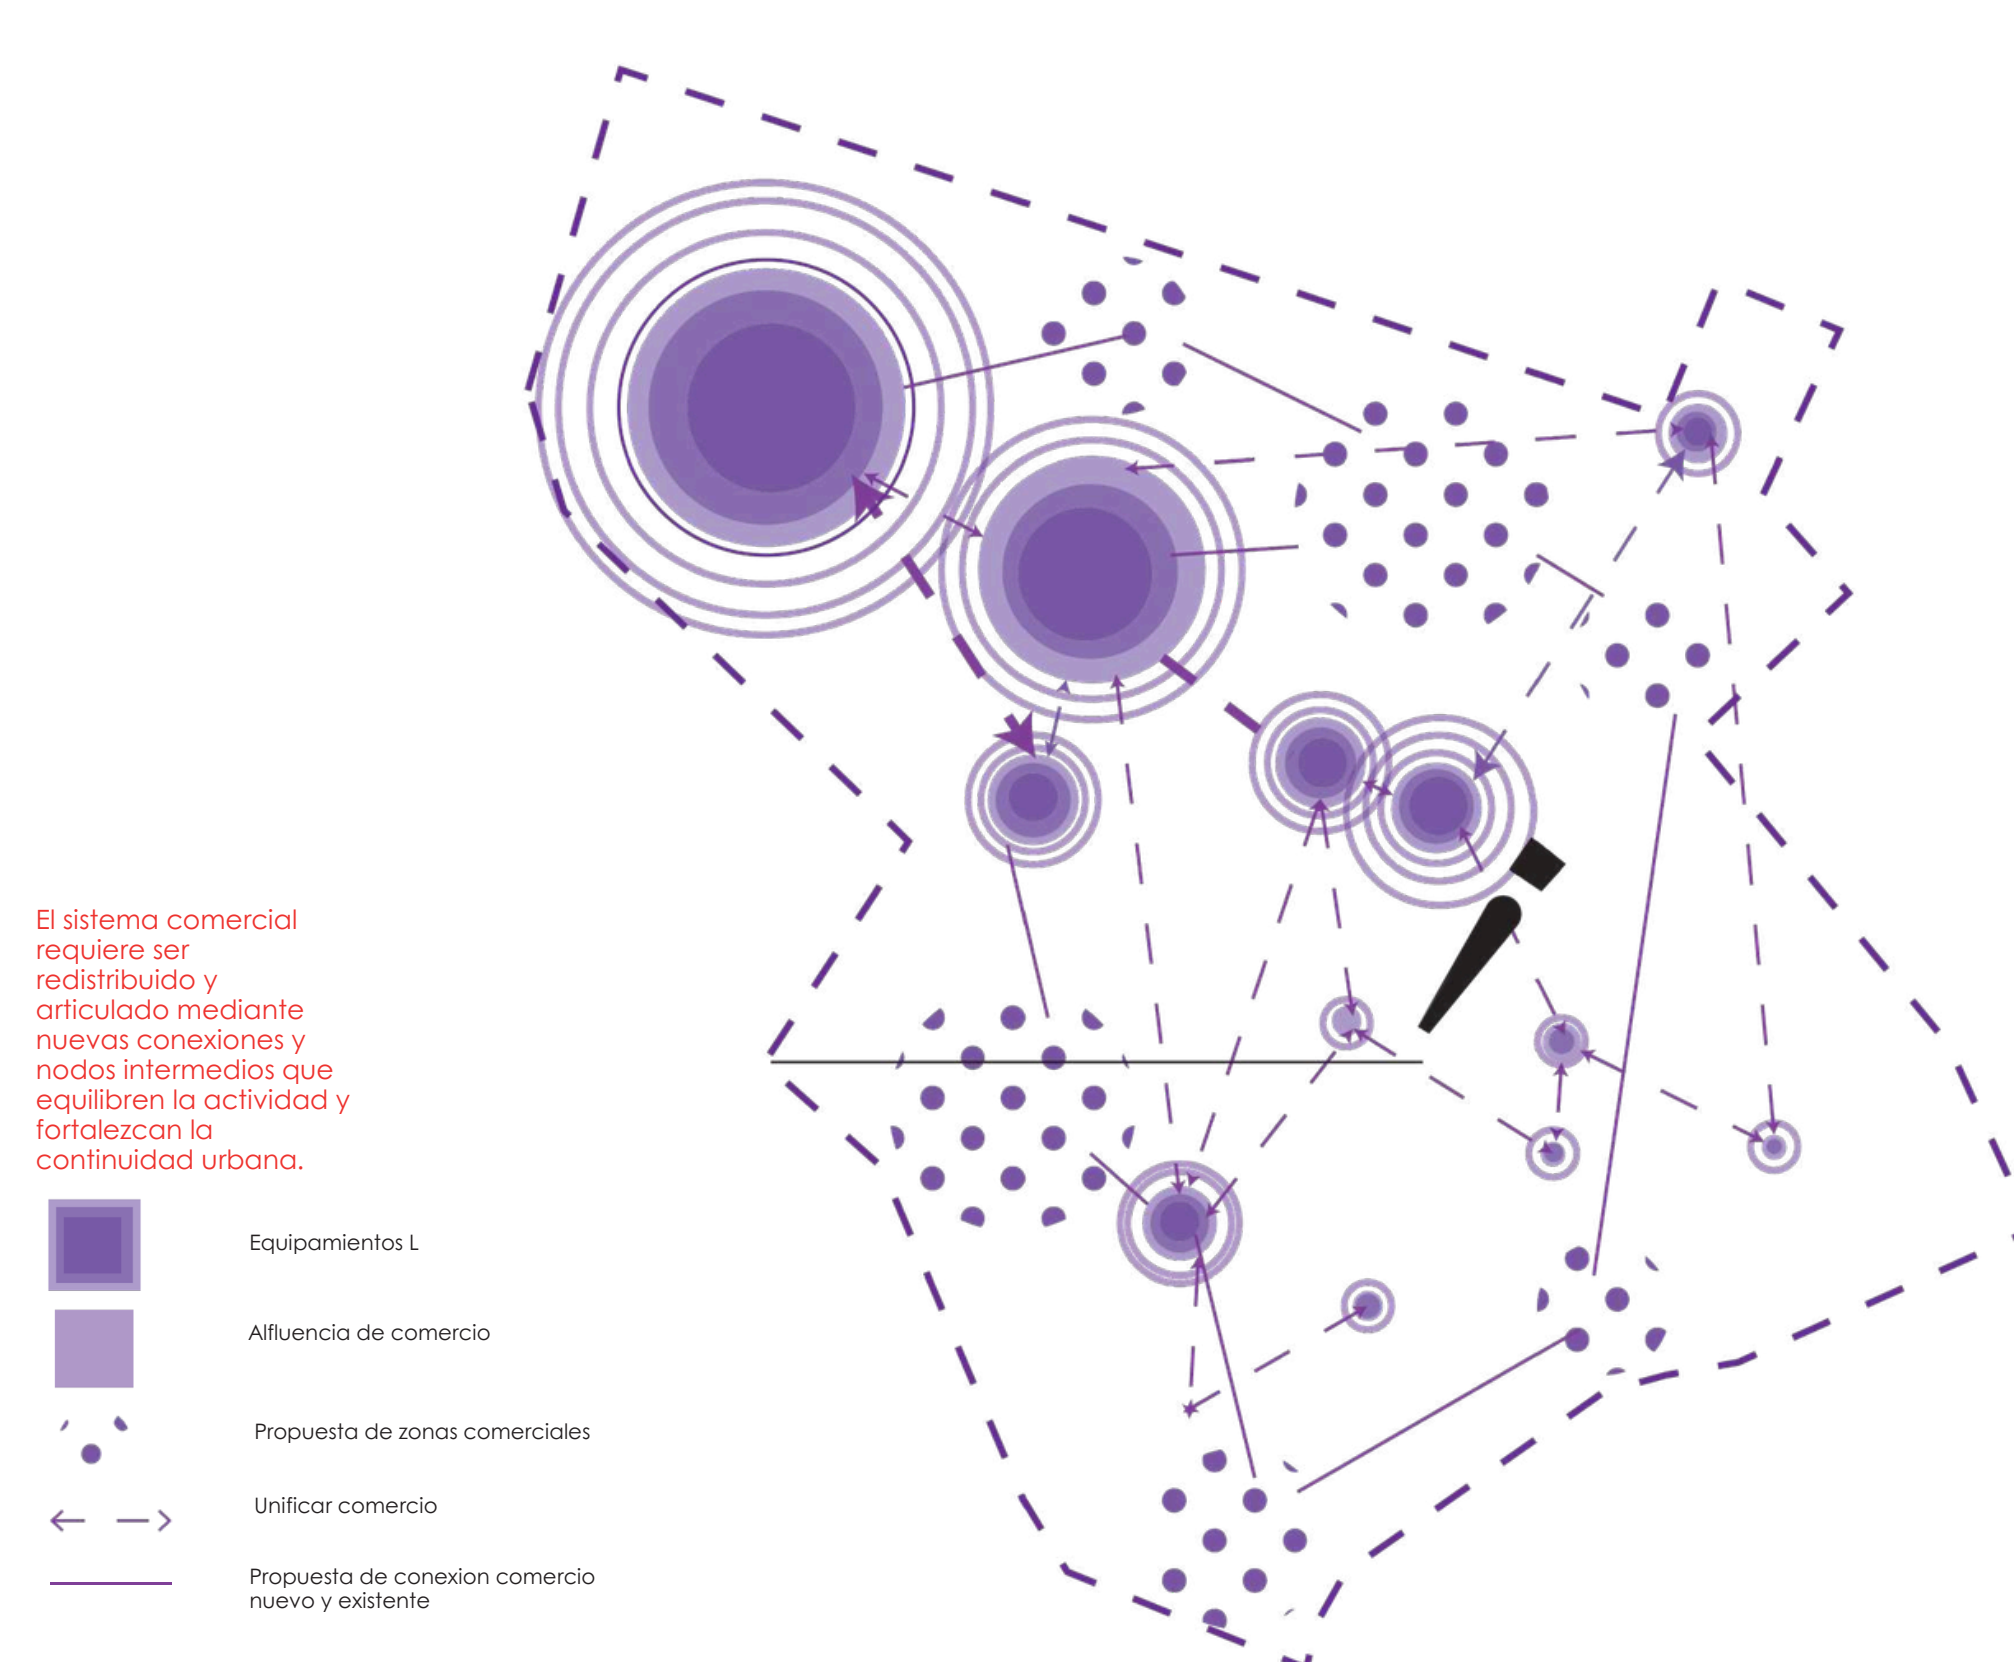 El sistema comercial
requiere ser
redistribuido y
articulado mediante
nuevas conexiones y
nodos intermedios que
equilibren la actividad y
fortalezcan la
continuidad urbana.
Equipamientos L
Alfluencia de comercio
Propuesta de zonas comerciales
Unificar comercio
Propuesta de conexion comercio
nuevo y existente